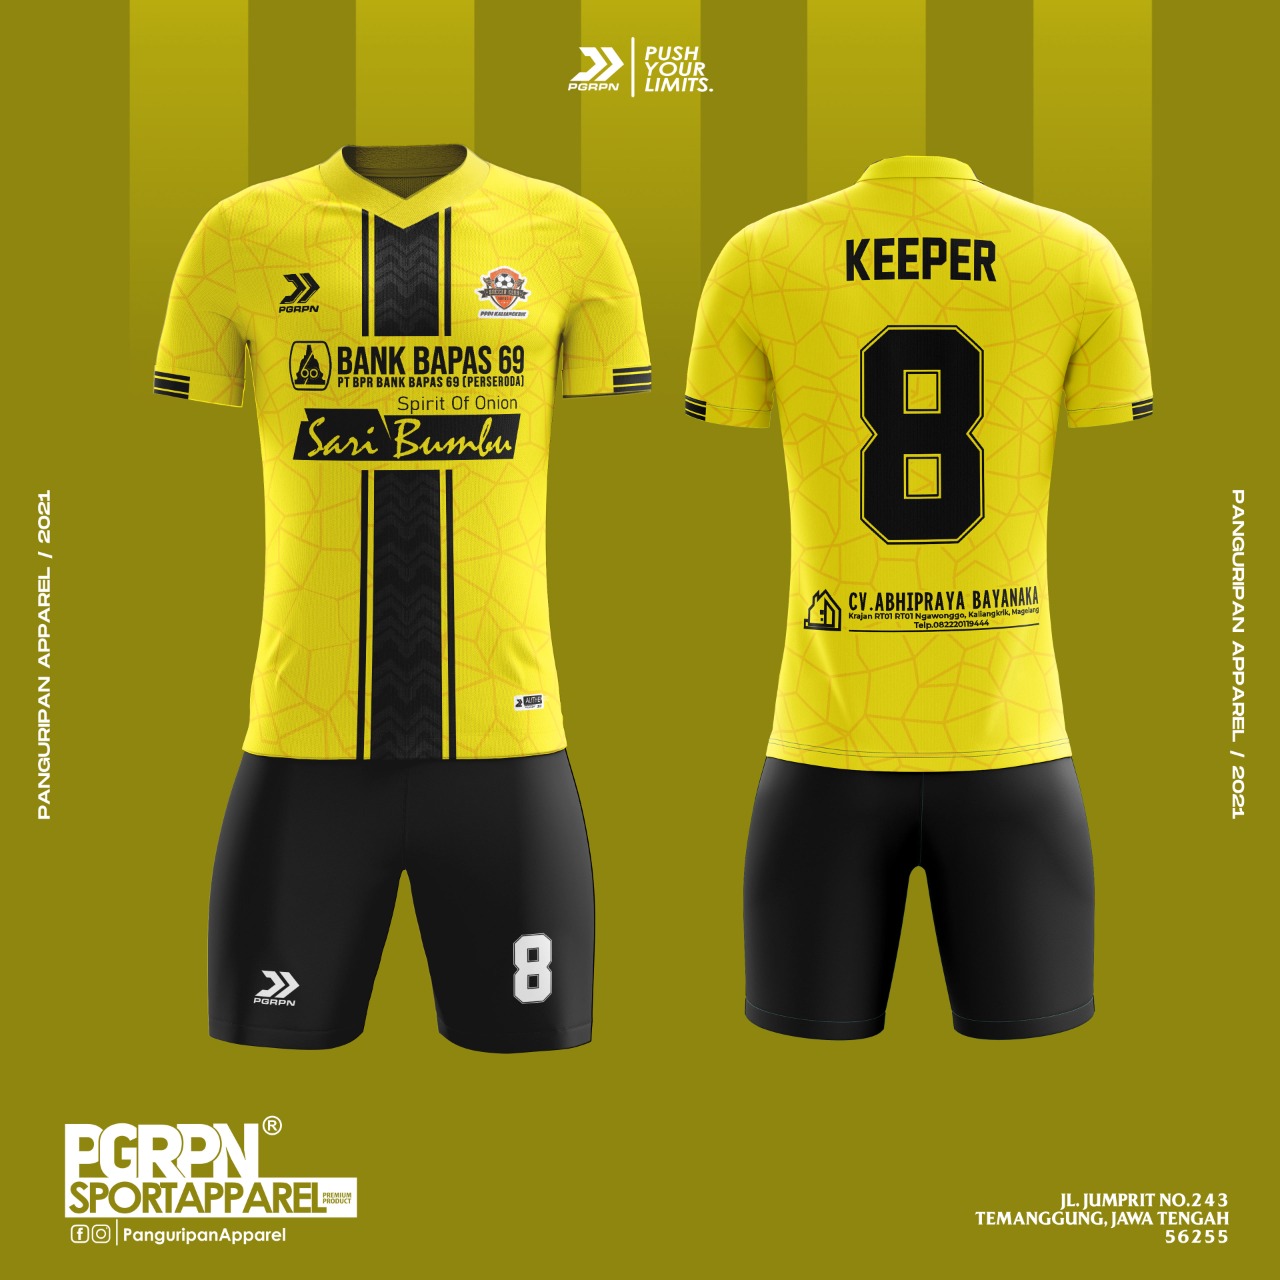 PGRPN
PUSH
YOUR
LIMITS.
PGRPN
PPDI KALIANGKRIK
BANK BAPAS 69
PT BPR BANK BAPAS 69 (PERSERODA)
Spirit Of Onion
Sari Bumbu
KEEPER
8
CV.ABHIPRAYA BAYANAKA
Krajan RT01 RT01 Ngawonggo, Kaliangkrik, Magelang
Telp.082220119444
PGRPN
8
PANGURIPAN APPAREL / 2021
PANGURIPAN APPAREL / 2021
PGRPN®
SPORTAPPAREL
PREMIUM
PRODUCT
PanguripanApparel
JL. JUMPRIT NO.243
TEMANGGUNG, JAWA TENGAH
56255